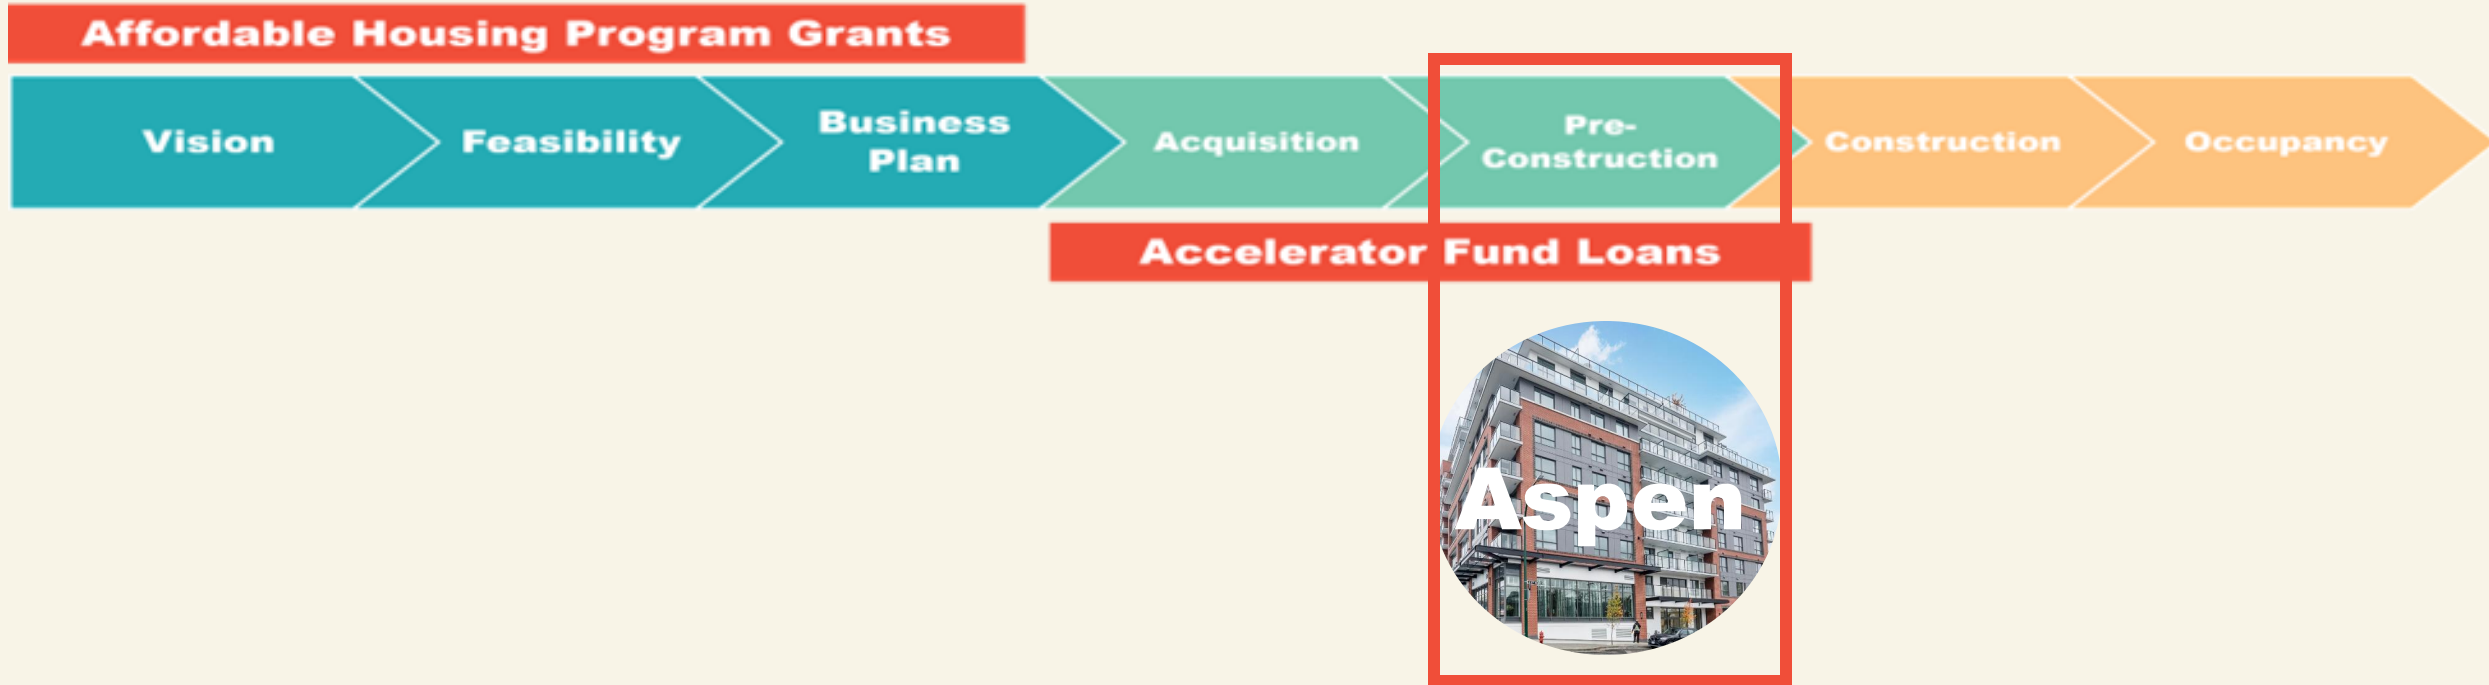 Affordable Housing Program Grants
Vision
Feasibility
Business
Plan
Acquisition
Pre-
Construction
Construction
Occupancy
Accelerator Fund Loans
Aspen